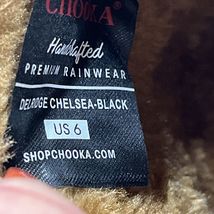 CHOOKA
Handcrafted
PREMIUM RAINWEAR
DELRIDGE CHELSEA-BLACK
US 6
SHOPCHOOKA.COM